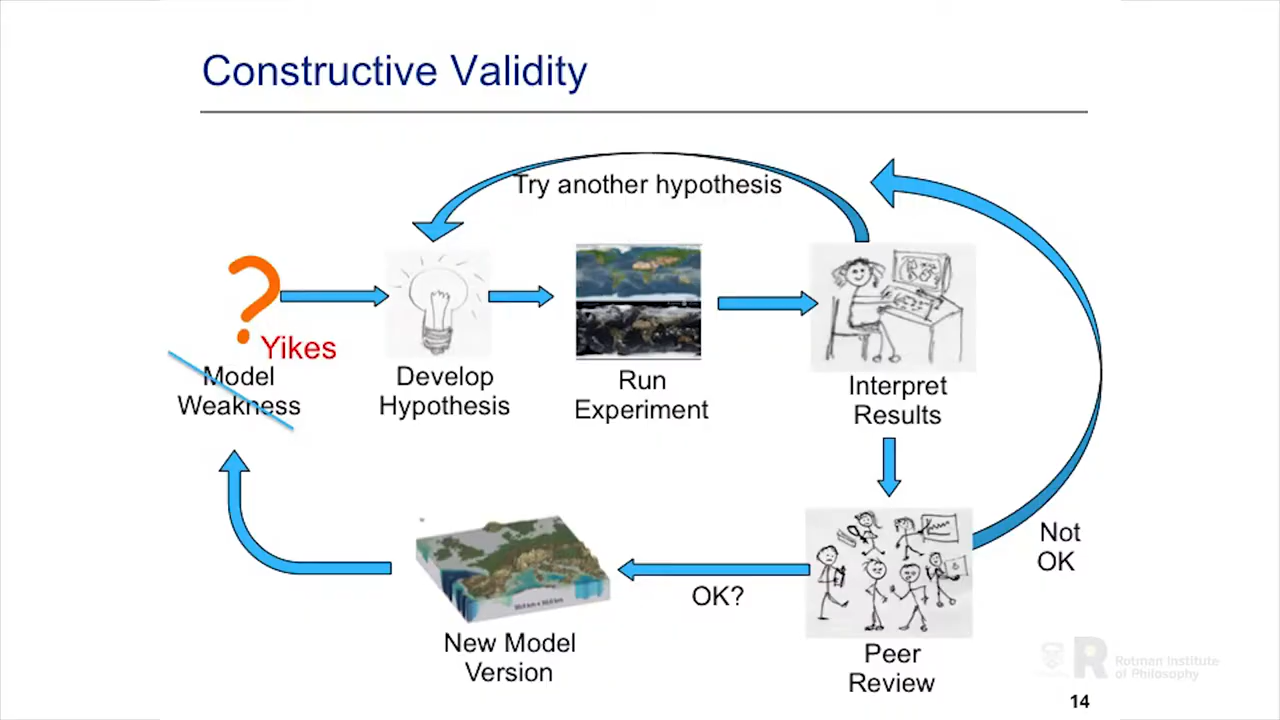 Constructive Validity
Try another hypothesis
Yikes
Model
Weakness
Develop
Hypothesis
Run
Experiment
Interpret
Results
Not
OK
OK?
New Model
Version
Peer
Review
R
Rotman Institute
of Philosophy
14